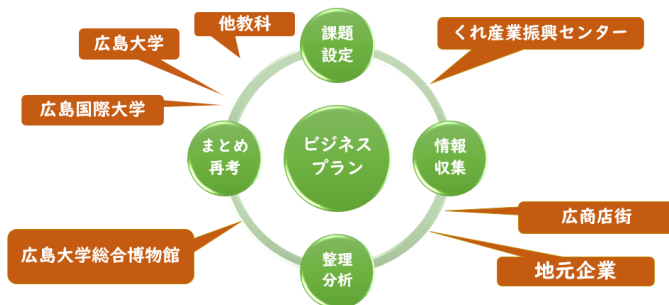 他教科
課題
設定
くれ産業振興センター
広島大学
広島国際大学
まとめ
再考
ビジネス
プラン
情報
収集
広商店街
広島大学総合博物館
整理
分析
地元企業